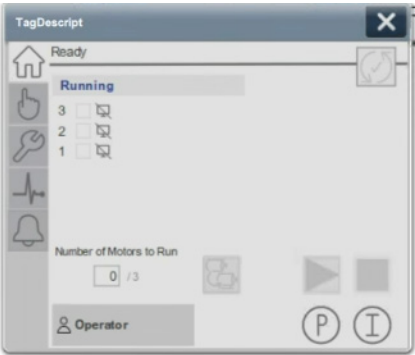 TagDescript
Ready
Running
3
2
1
Number of Motors to Run
0 /3
Operator
P I